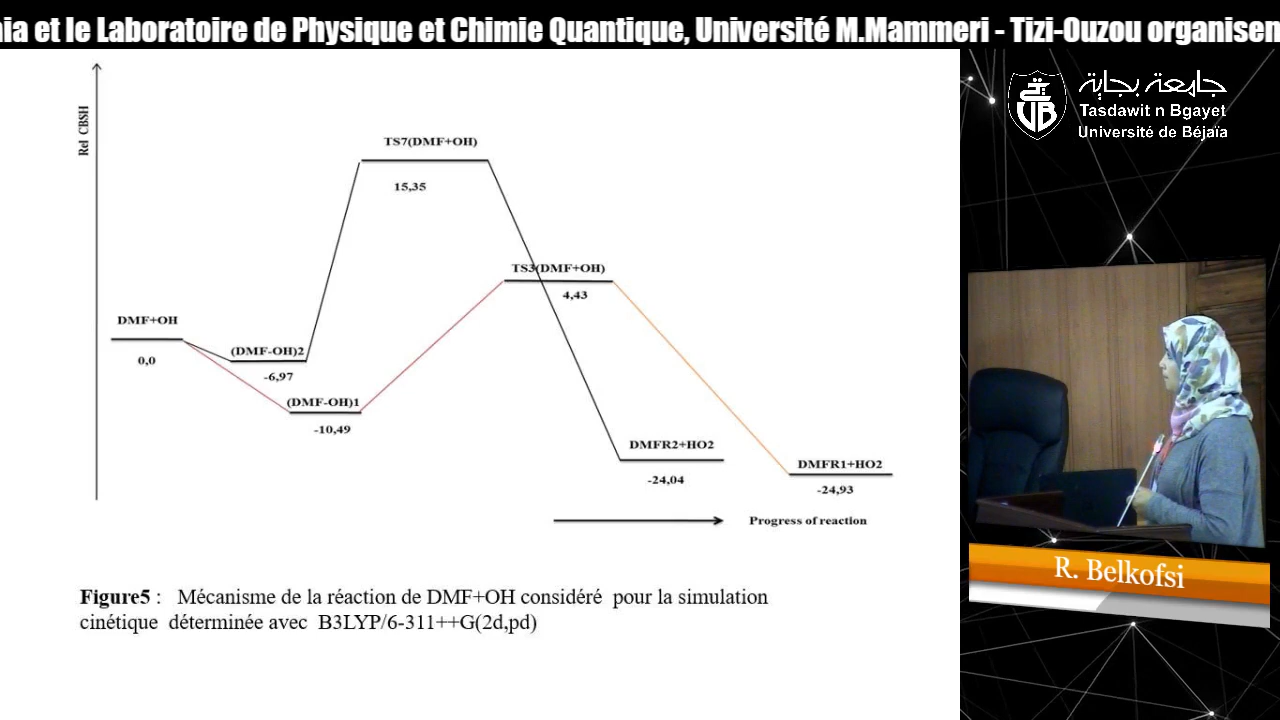 ia et le Laboratoire de Physique et Chimie Quantique, Université M.Mammeri - Tizi-Ouzou organisen
جامعة بجاية
Tasdawit n Bgayet
Université de Béjaïa
UB
Rel CBSH
TS7(DMF+OH)
15,35
TS3(DMF+OH)
4,43
DMF+OH
0,0
(DMF-OH)2
-6,97
(DMF-OH)1
-10,49
DMFR2+HO2
-24,04
DMFR1+HO2
-24,93
Progress of reaction
Figure5 : Mécanisme de la réaction de DMF+OH considéré pour la simulation
cinétique déterminée avec B3LYP/6-311++G(2d,pd)
R. Belkofsi